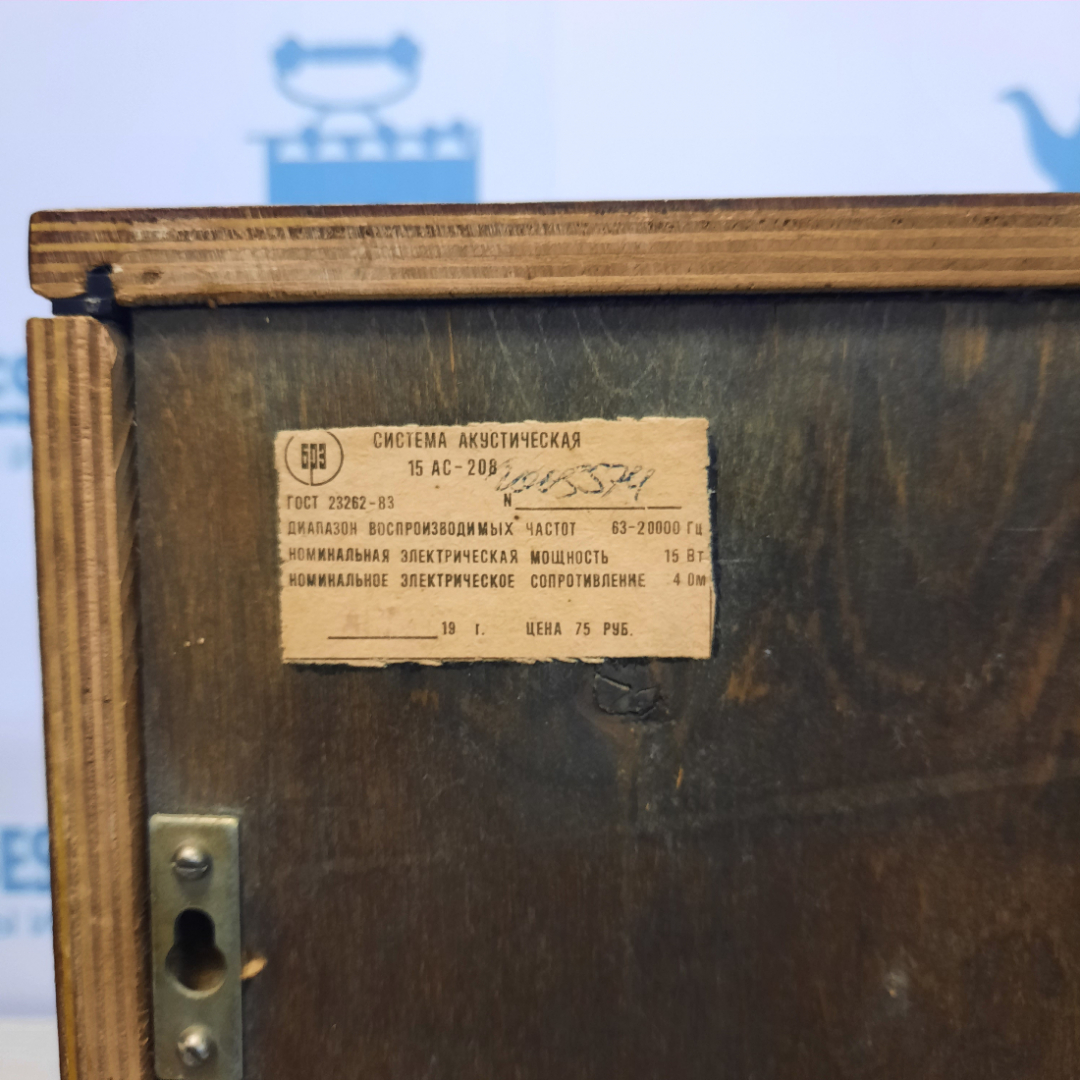 БРЗ
СИСТЕМА АКУСТИЧЕСКАЯ
15 АС-208
ГОСТ 23262-83 N
ДИАПАЗОН ВОСПРОИЗВОДИМЫХ ЧАСТОТ 63-20000 Гц
НОМИНАЛЬНАЯ ЭЛЕКТРИЧЕСКАЯ МОЩНОСТЬ 15 Вт
НОМИНАЛЬНОЕ ЭЛЕКТРИЧЕСКОЕ СОПРОТИВЛЕНИЕ 4 Ом
19 г. ЦЕНА 75 РУБ.
ES